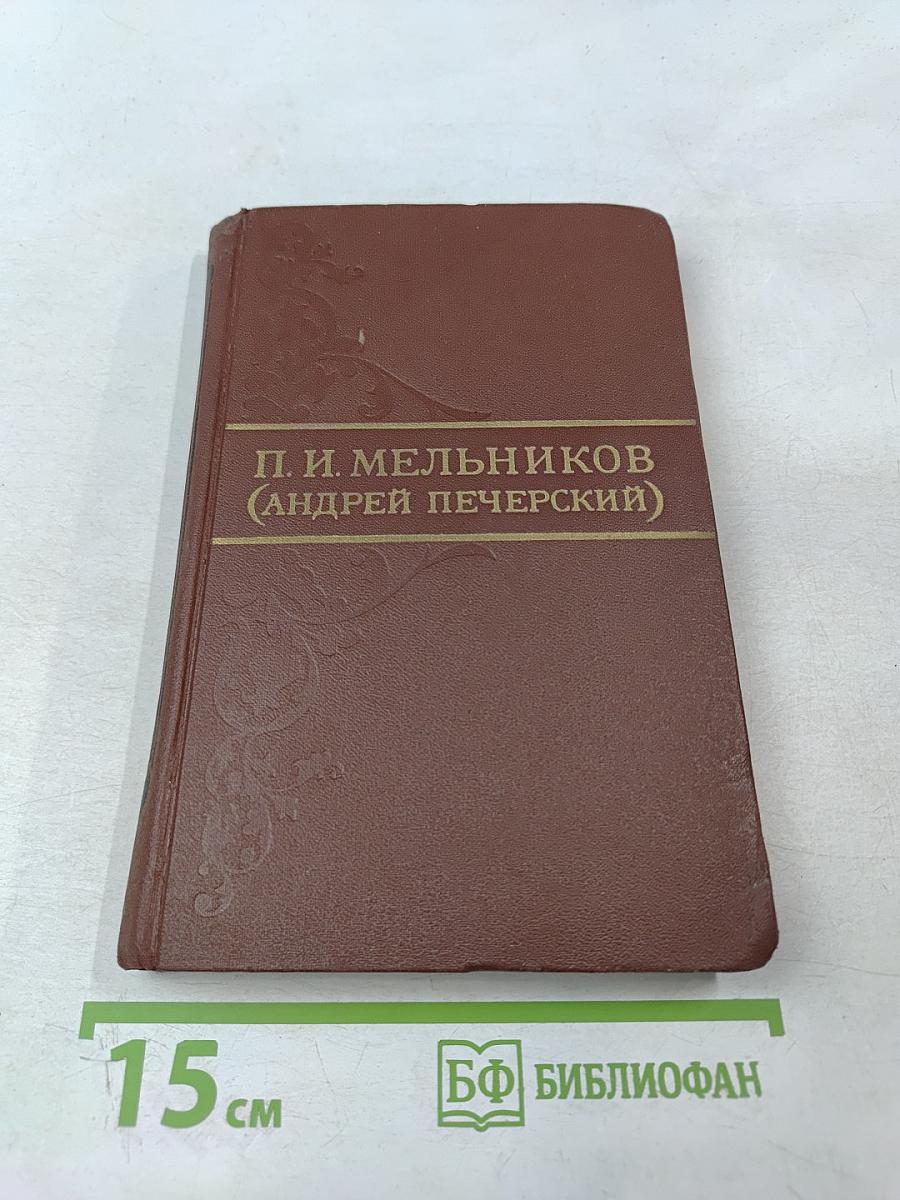 П. И. МЕЛЬНИКОВ
(АНДРЕЙ ПЕЧЕРСКИЙ)
15 см
БФ БИБЛИОФАН